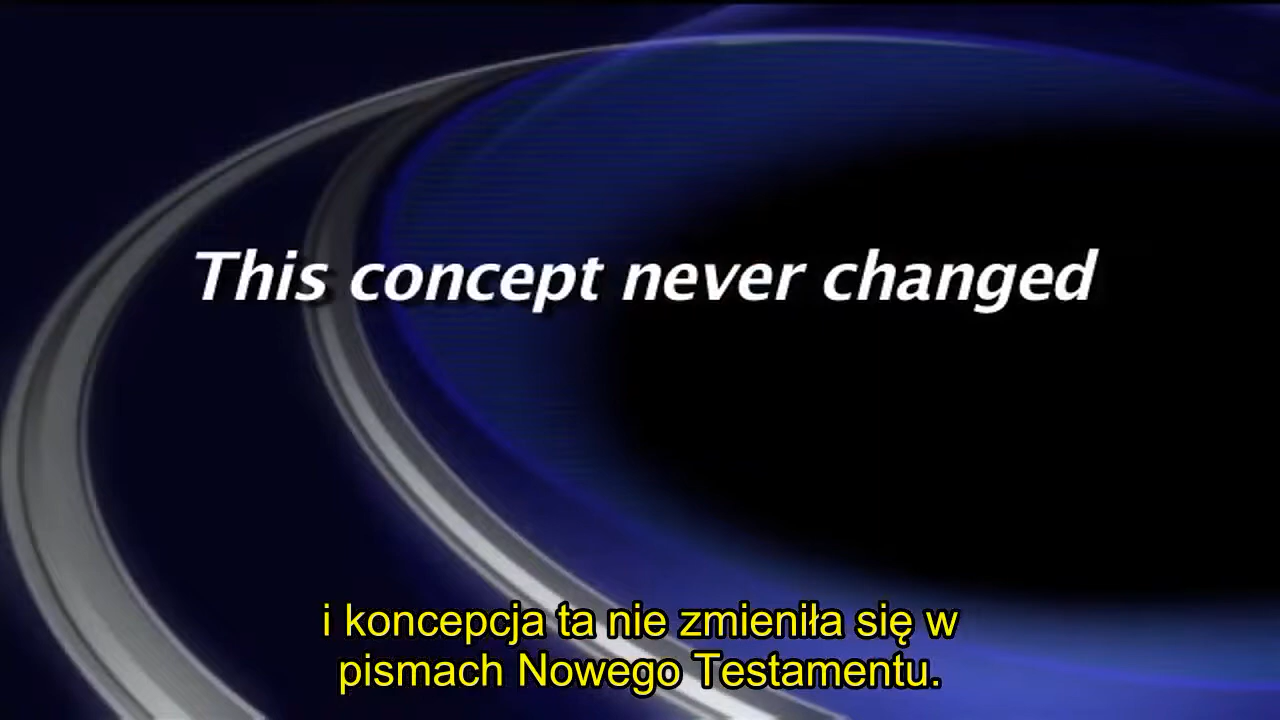 This concept never changed
i koncepcja ta nie zmieniła się w
pismach Nowego Testamentu.